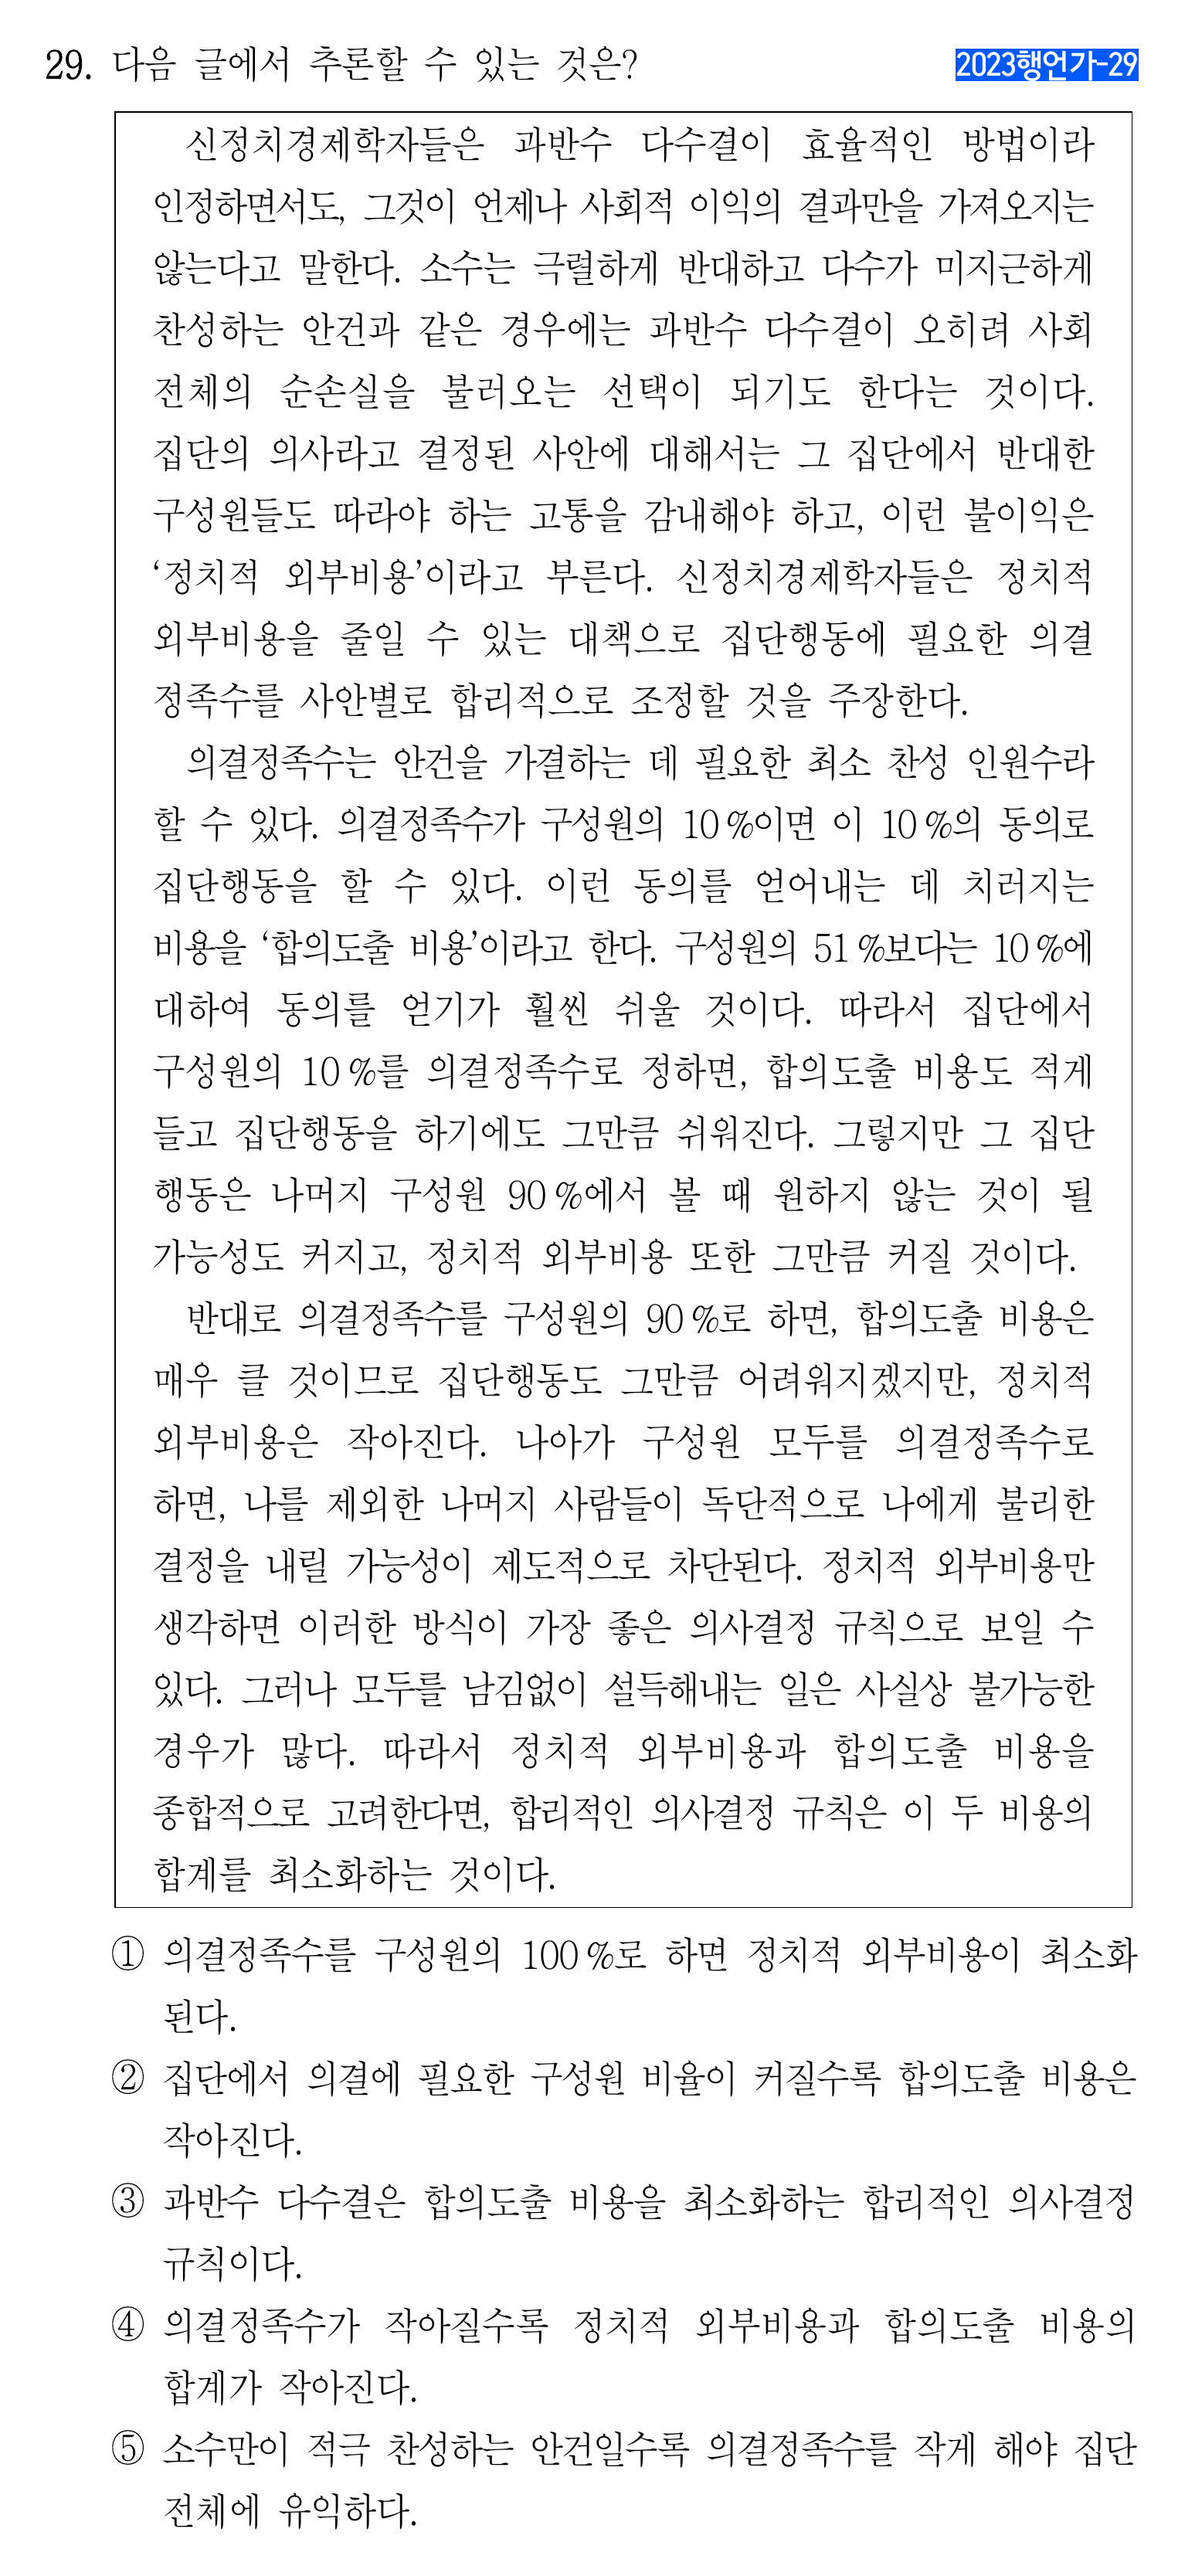 29. 다음 글에서 추론할 수 있는 것은?
2023행언가-29
신정치경제학자들은 과반수 다수결이 효율적인 방법이라
인정하면서도, 그것이 언제나 사회적 이익의 결과만을 가져오지는
않는다고 말한다. 소수는 극렬하게 반대하고 다수가 미지근하게
찬성하는 안건과 같은 경우에는 과반수 다수결이 오히려 사회
전체의 순손실을 불러오는 선택이 되기도 한다는 것이다.
집단의 의사라고 결정된 사안에 대해서는 그 집단에서 반대한
구성원들도 따라야 하는 고통을 감내해야 하고, 이런 불이익은
‘정치적 외부비용’이라고 부른다. 신정치경제학자들은 정치적
외부비용을 줄일 수 있는 대책으로 집단행동에 필요한 의결
정족수를 사안별로 합리적으로 조정할 것을 주장한다.
의결정족수는 안건을 가결하는 데 필요한 최소 찬성 인원수라
할 수 있다. 의결정족수가 구성원의 10%이면 이 10%의 동의로
집단행동을 할 수 있다. 이런 동의를 얻어내는 데 치러지는
비용을 ‘합의도출 비용’이라고 한다. 구성원의 51%보다는 10%에
대하여 동의를 얻기가 훨씬 쉬울 것이다. 따라서 집단에서
구성원의 10%를 의결정족수로 정하면, 합의도출 비용도 적게
들고 집단행동을 하기에도 그만큼 쉬워진다. 그렇지만 그 집단
행동은 나머지 구성원 90%에서 볼 때 원하지 않는 것이 될
가능성도 커지고, 정치적 외부비용 또한 그만큼 커질 것이다.
반대로 의결정족수를 구성원의 90%로 하면, 합의도출 비용은
매우 클 것이므로 집단행동도 그만큼 어려워지겠지만, 정치적
외부비용은 작아진다. 나아가 구성원 모두를 의결정족수로
하면, 나를 제외한 나머지 사람들이 독단적으로 나에게 불리한
결정을 내릴 가능성이 제도적으로 차단된다. 정치적 외부비용만
생각하면 이러한 방식이 가장 좋은 의사결정 규칙으로 보일 수
있다. 그러나 모두를 남김없이 설득해내는 일은 사실상 불가능한
경우가 많다. 따라서 정치적 외부비용과 합의도출 비용을
종합적으로 고려한다면, 합리적인 의사결정 규칙은 이 두 비용의
합계를 최소화하는 것이다.
① 의결정족수를 구성원의 100%로 하면 정치적 외부비용이 최소화
된다.
② 집단에서 의결에 필요한 구성원 비율이 커질수록 합의도출 비용은
작아진다.
③ 과반수 다수결은 합의도출 비용을 최소화하는 합리적인 의사결정
규칙이다.
④ 의결정족수가 작아질수록 정치적 외부비용과 합의도출 비용의
합계가 작아진다.
⑤ 소수만이 적극 찬성하는 안건일수록 의결정족수를 작게 해야 집단
전체에 유익하다.